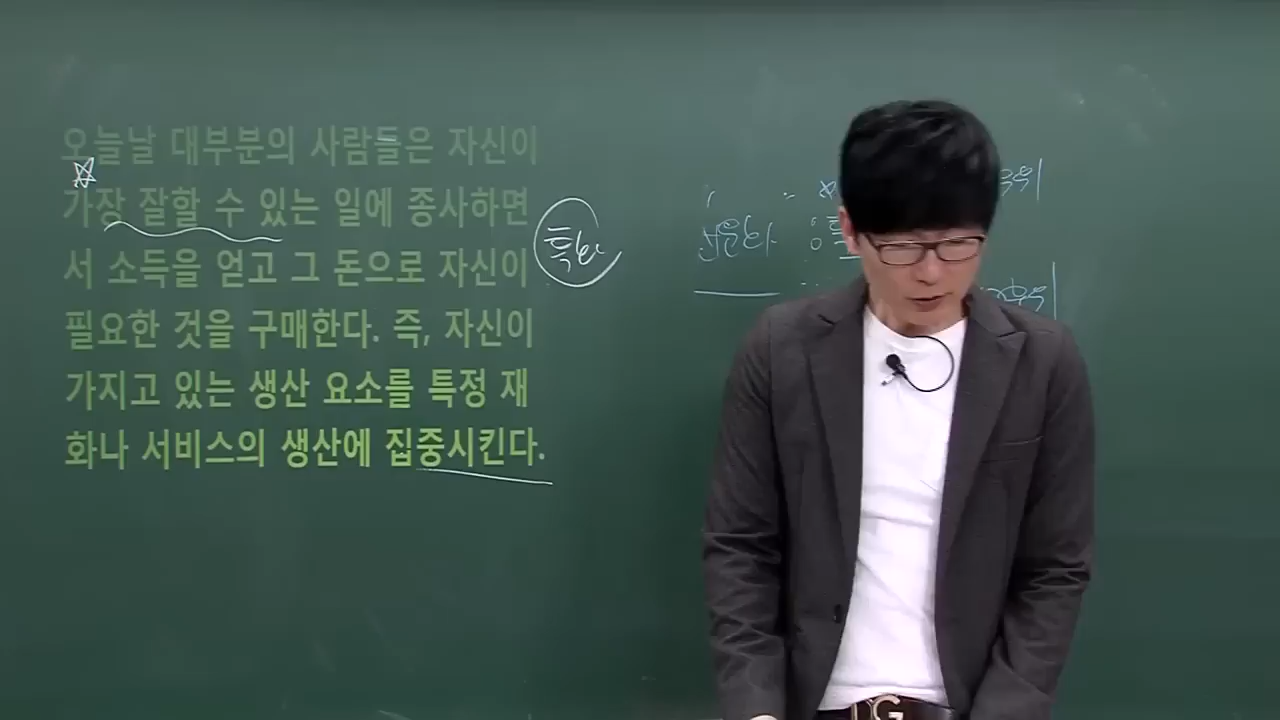 오늘날 대부분의 사람들은 자신이
가장 잘할 수 있는 일에 종사하면
서 소득을 얻고 그 돈으로 자신이
필요한 것을 구매한다. 즉, 자신이
가지고 있는 생산 요소를 특정 재
화나 서비스의 생산에 집중시킨다.
특화
G